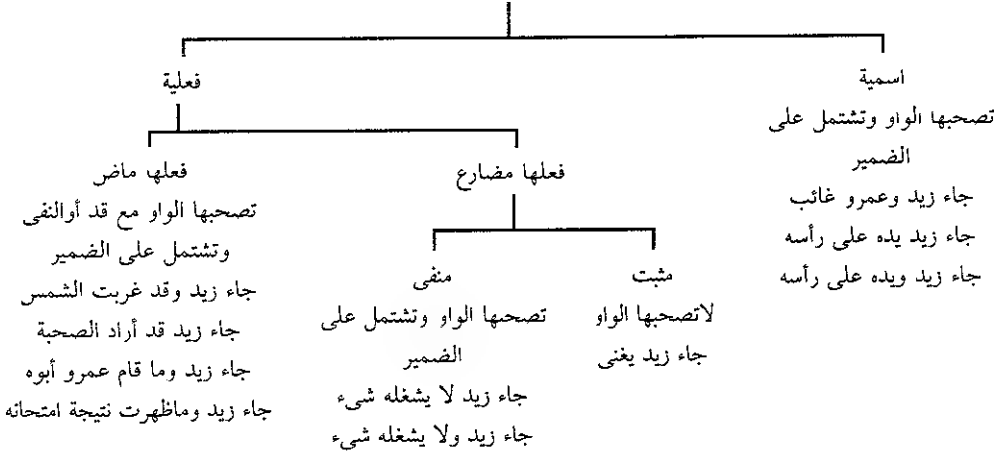 اسمية
تصحبها الواو وتشتمل على
الضمير
جاء زيد وعمرو غائب
جاء زيد يده على رأسه
جاء زيد ويده على رأسه
فعلية
فعلها مضارع
مثبت
لاتصحبها الواو
جاء زيد يغنى
منفى
تصحبها الواو وتشتمل على
الضمير
جاء زيد لا يشغله شىء
جاء زيد ولا يشغله شىء
فعلها ماض
تصحبها الواو مع قد أوالنفى
وتشتمل على الضمير
جاء زيد وقد غربت الشمس
جاء زيد قد أراد الصحبة
جاء زيد وما قام عمرو أبوه
جاء زيد وماظهرت نتيجة امتحانه